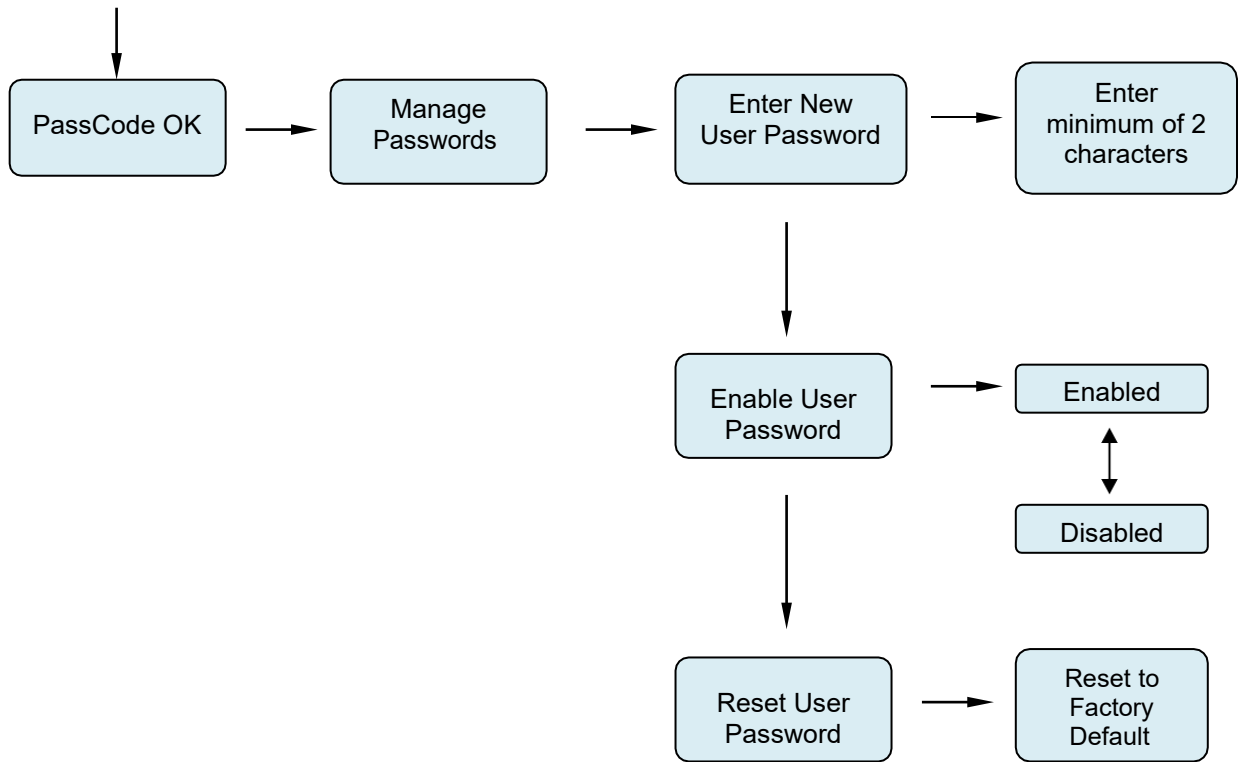 PassCode OK
Manage
Passwords
Enter New
User Password
Enter
minimum of 2
characters
Enable User
Password
Enabled
Disabled
Reset User
Password
Reset to
Factory
Default